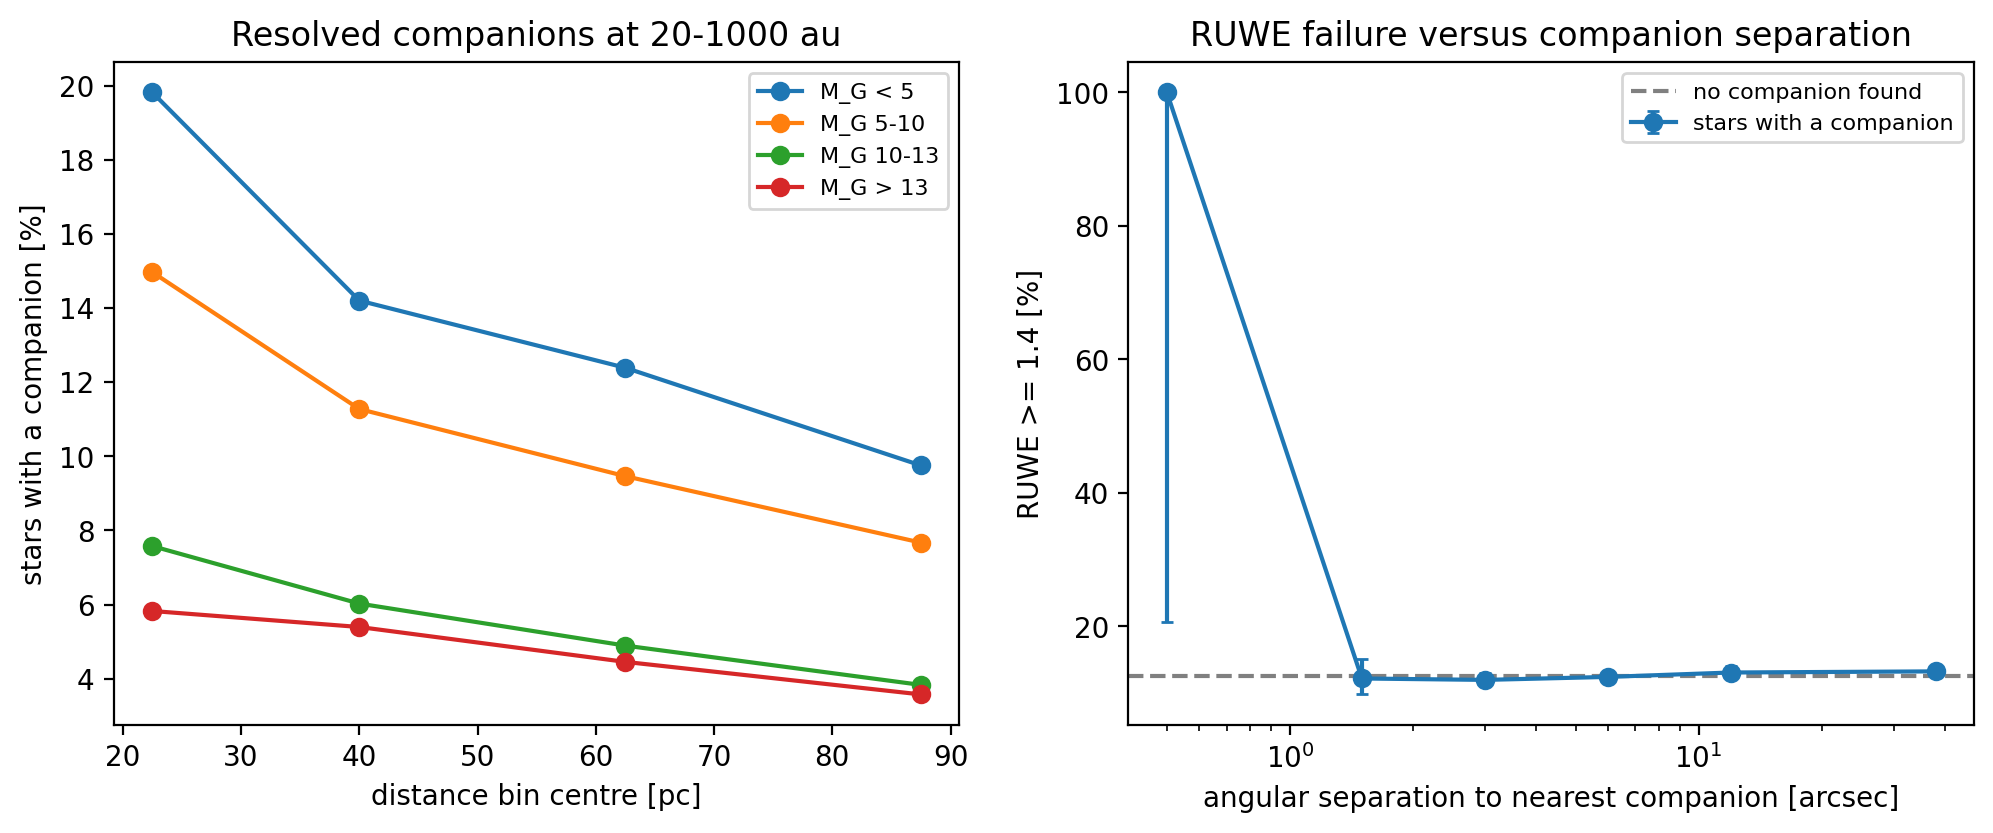 Resolved companions at 20-1000 au
stars with a companion [%]
20
18
16
14
12
10
8
6
4
M_G < 5
M_G 5-10
M_G 10-13
M_G > 13
20 30 40 50 60 70 80 90
distance bin centre [pc]
RUWE failure versus companion separation
RUWE >= 1.4 [%]
100
80
60
40
20
no companion found
stars with a companion
10⁰ 10¹
angular separation to nearest companion [arcsec]